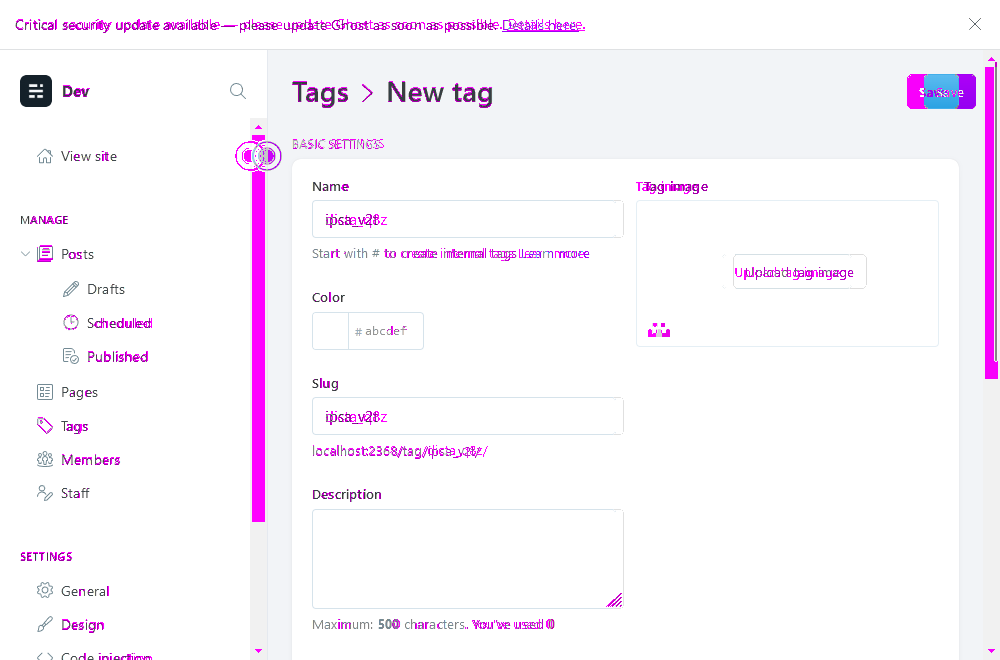 Critical security update available — please update Ghost as soon as possible. Details here.
Dev
Tags > New tag
Save
View site
BASIC SETTINGS
Name
Tag image
MANAGE
Start with # to create internal tags Learn more
Upload tag image
Posts
Drafts
Color
Scheduled
# abcdef
Published
Slug
Pages
Tags
localhost:2368/tag/
Members
Staff
Description
SETTINGS
General
Maximum: 500 characters. You've used 0
Design
Code injection